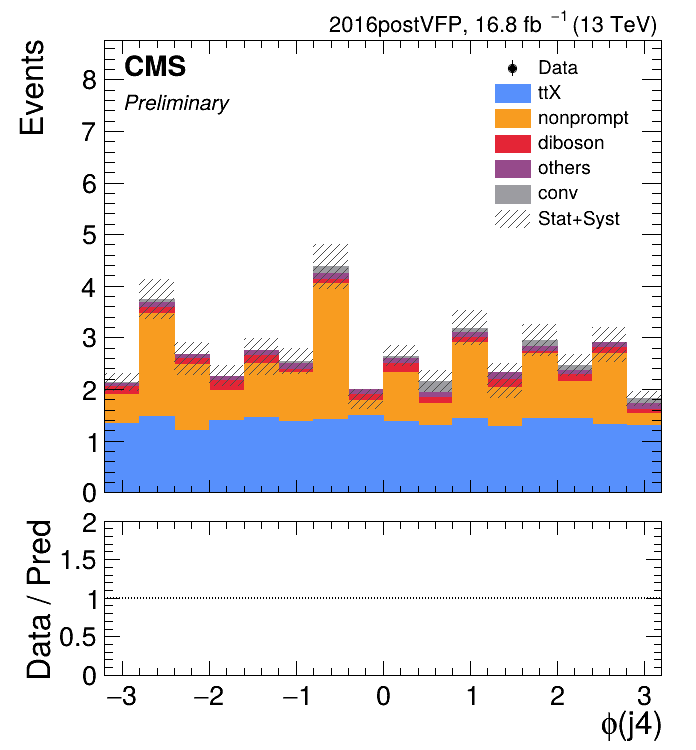 2016postVFP, 16.8 fb⁻¹ (13 TeV)
CMS
Preliminary
Data
ttX
nonprompt
diboson
others
conv
Stat+Syst
Events
8
7
6
5
4
3
2
1
0
Data / Pred
2
1.5
1
0.5
0
−3 −2 −1 0 1 2 3
ϕ(j4)